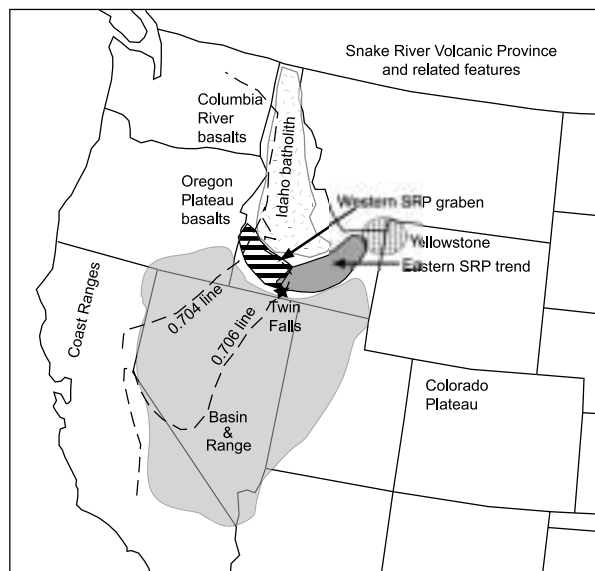 Snake River Volcanic Province
and related features
Columbia
River
basalts
Idaho batholith
Oregon
Plateau
basalts
Western SRP graben
Yellowstone
Eastern SRP trend
Coast Ranges
0.704 line
0.706 line
Twin
Falls
Basin
&
Range
Colorado
Plateau